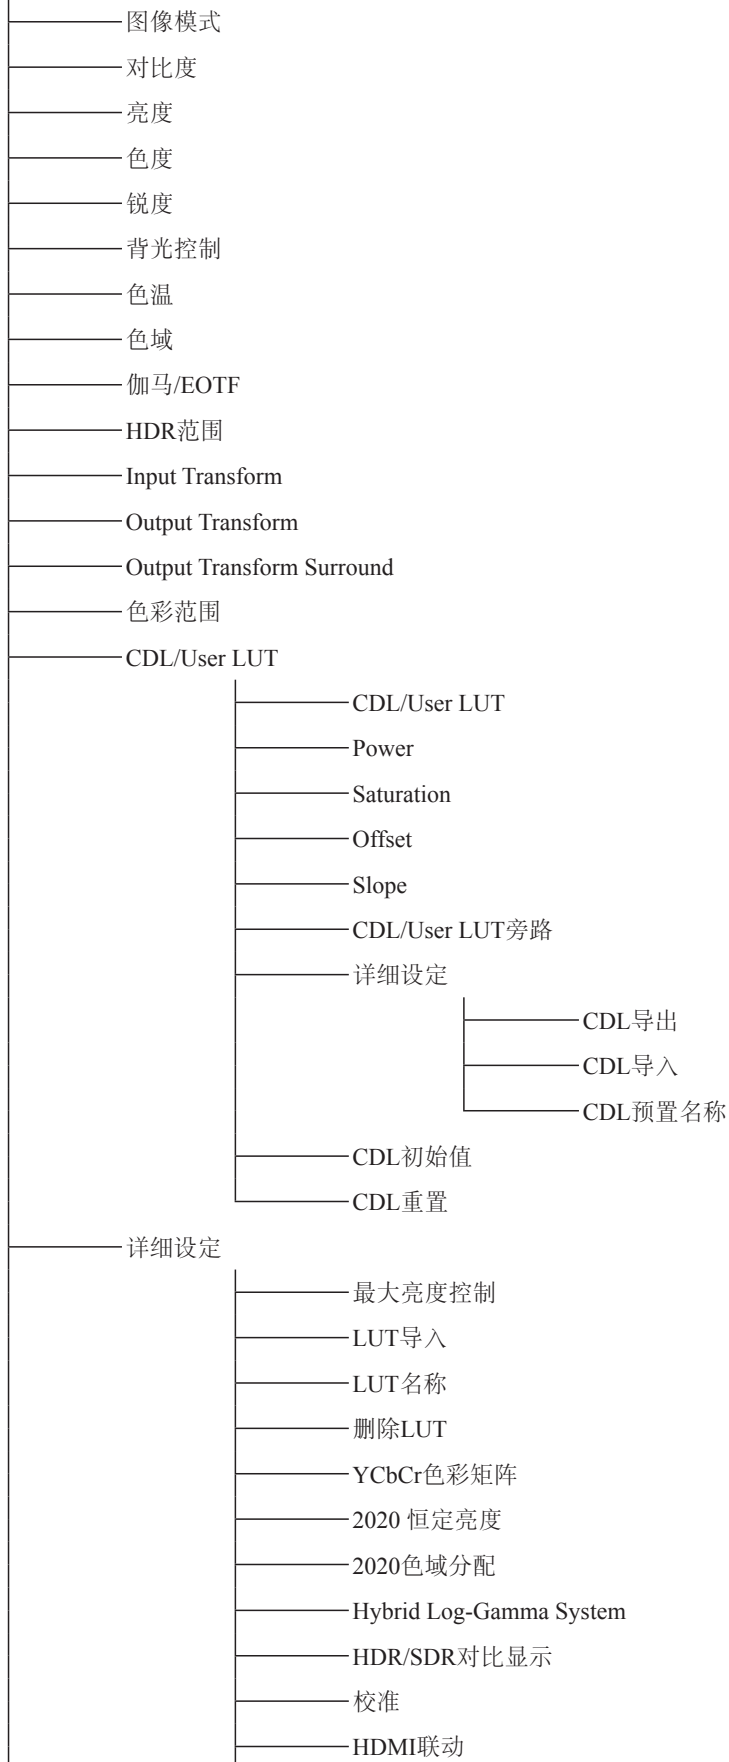 图像模式
对比度
亮度
色度
锐度
背光控制
色温
色域
伽马/EOTF
HDR范围
Input Transform
Output Transform
Output Transform Surround
色彩范围
CDL/User LUT
CDL/User LUT
Power
Saturation
Offset
Slope
CDL/User LUT旁路
详细设定
CDL导出
CDL导入
CDL预置名称
CDL初始值
CDL重置
详细设定
最大亮度控制
LUT导入
LUT名称
删除LUT
YCbCr色彩矩阵
2020 恒定亮度
2020色域分配
Hybrid Log-Gamma System
HDR/SDR对比显示
校准
HDMI联动